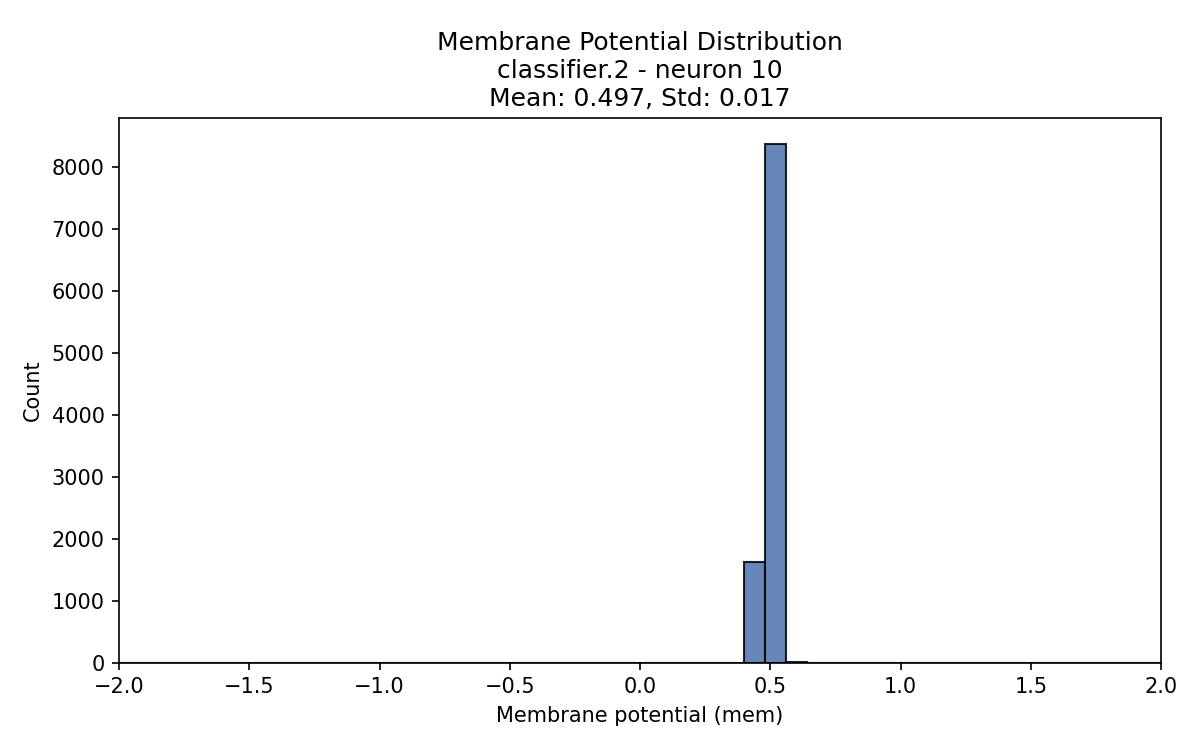 Membrane Potential Distribution
classifier.2 - neuron 10
Mean: 0.497, Std: 0.017
8000
7000
6000
5000
4000
3000
2000
1000
0
Count
−2.0 −1.5 −1.0 −0.5 0.0 0.5 1.0 1.5 2.0
Membrane potential (mem)